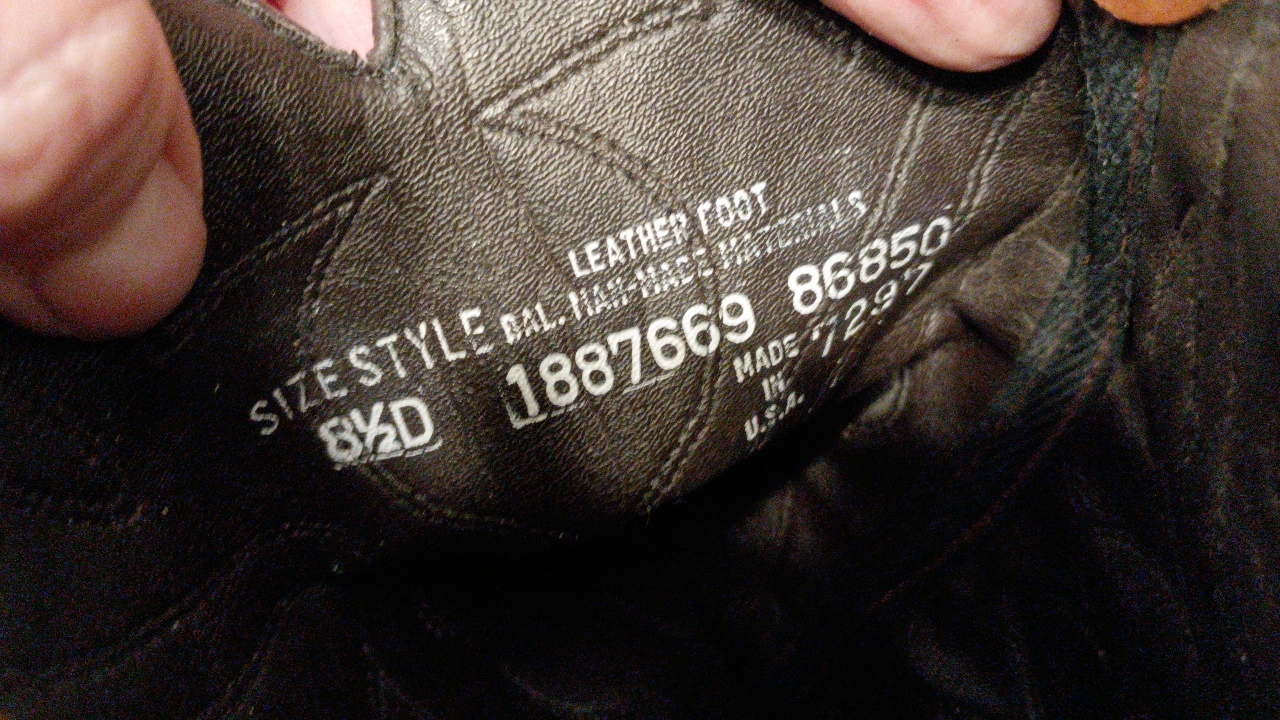 LEATHER FOOT
BAL. MAN-MADE MATERIALS
SIZE STYLE
8½D 1887669 86850
MADE 7297
IN
U.S.A.